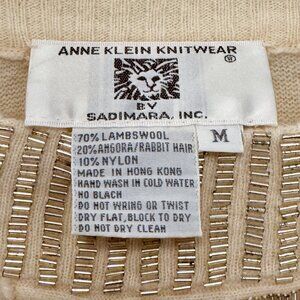 ANNE KLEIN KNITWEAR
BY
SADIMARA, INC.
70% LAMBSWOOL
20% ANGORA/RABBIT HAIR
10% NYLON
MADE IN HONG KONG
HAND WASH IN COLD WATER
NO BLACH
DO NOT WRING OR TWIST
DRY FLAT, BLOCK TO DRY
DO NOT DRY CLEAN
M